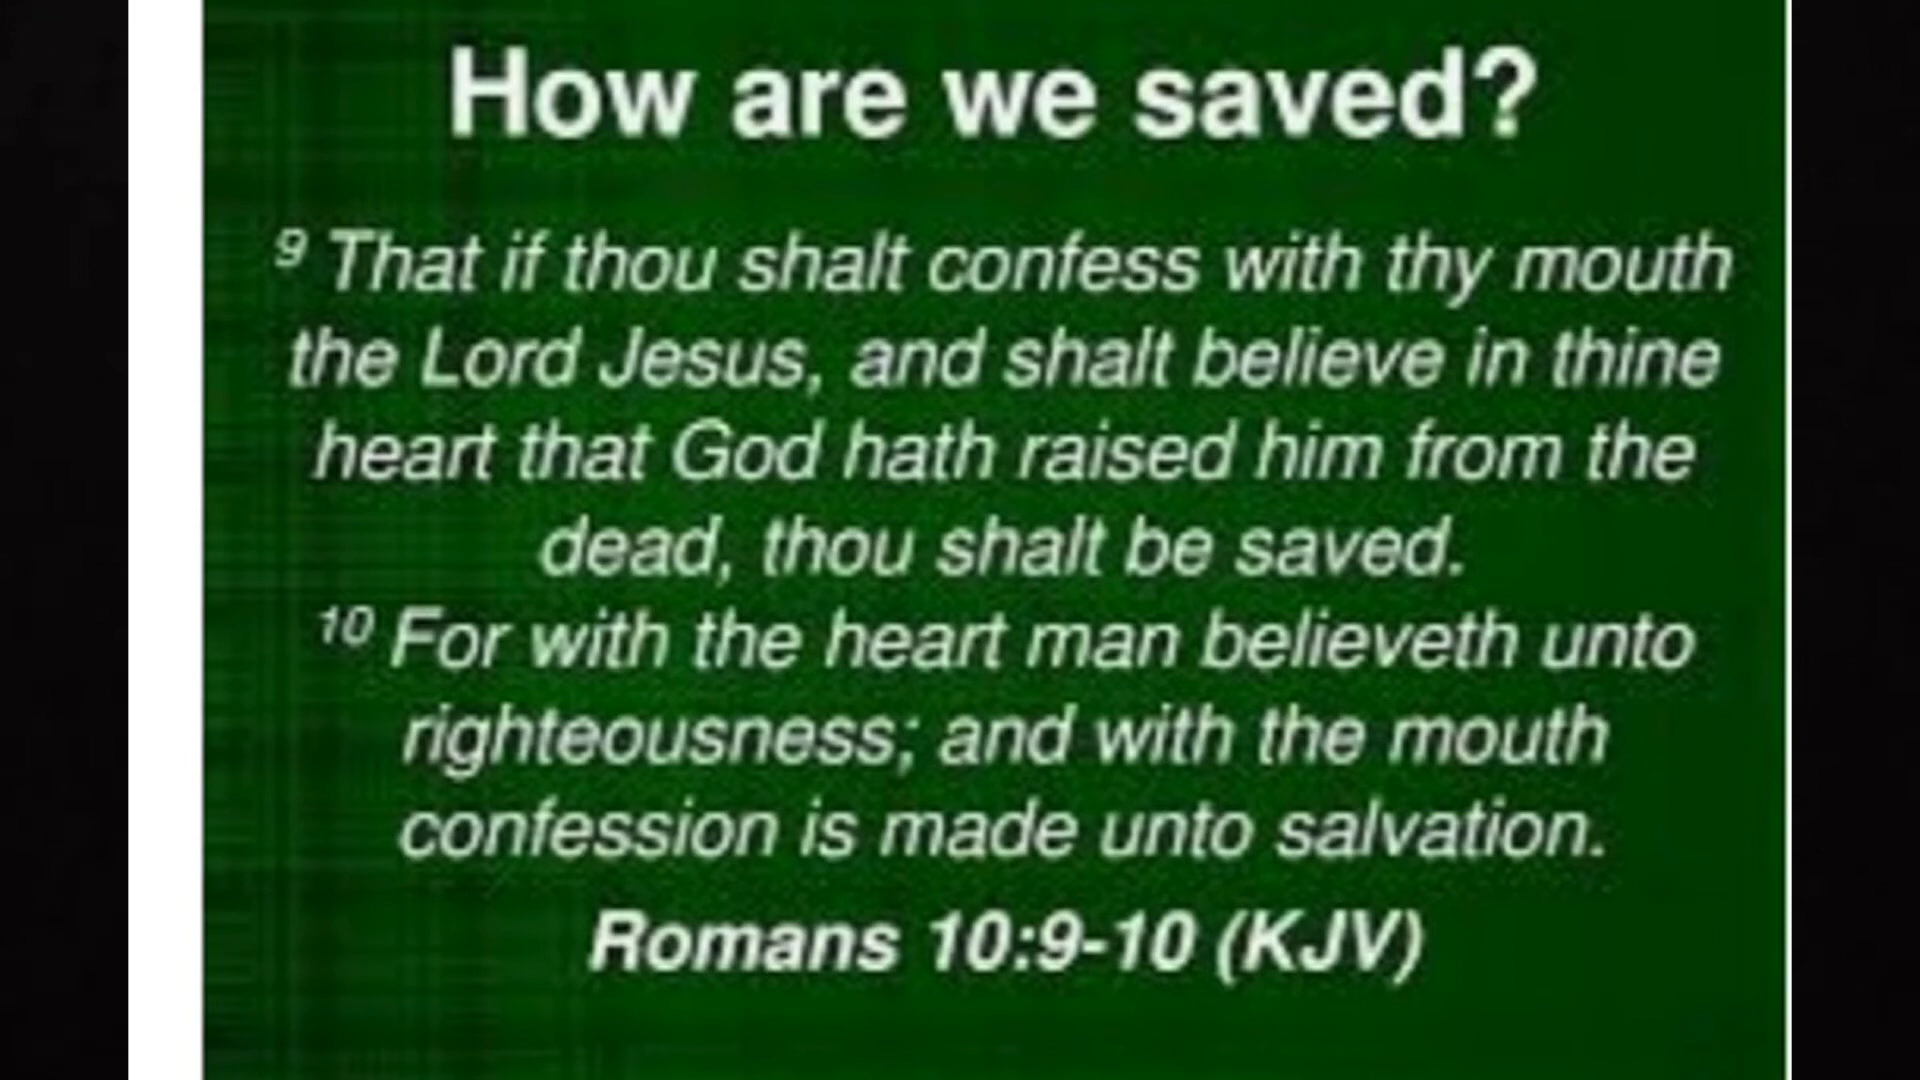 How are we saved?
9 That if thou shalt confess with thy mouth
the Lord Jesus, and shalt believe in thine
heart that God hath raised him from the
dead, thou shalt be saved.
10 For with the heart man believeth unto
righteousness; and with the mouth
confession is made unto salvation.
Romans 10:9-10 (KJV)